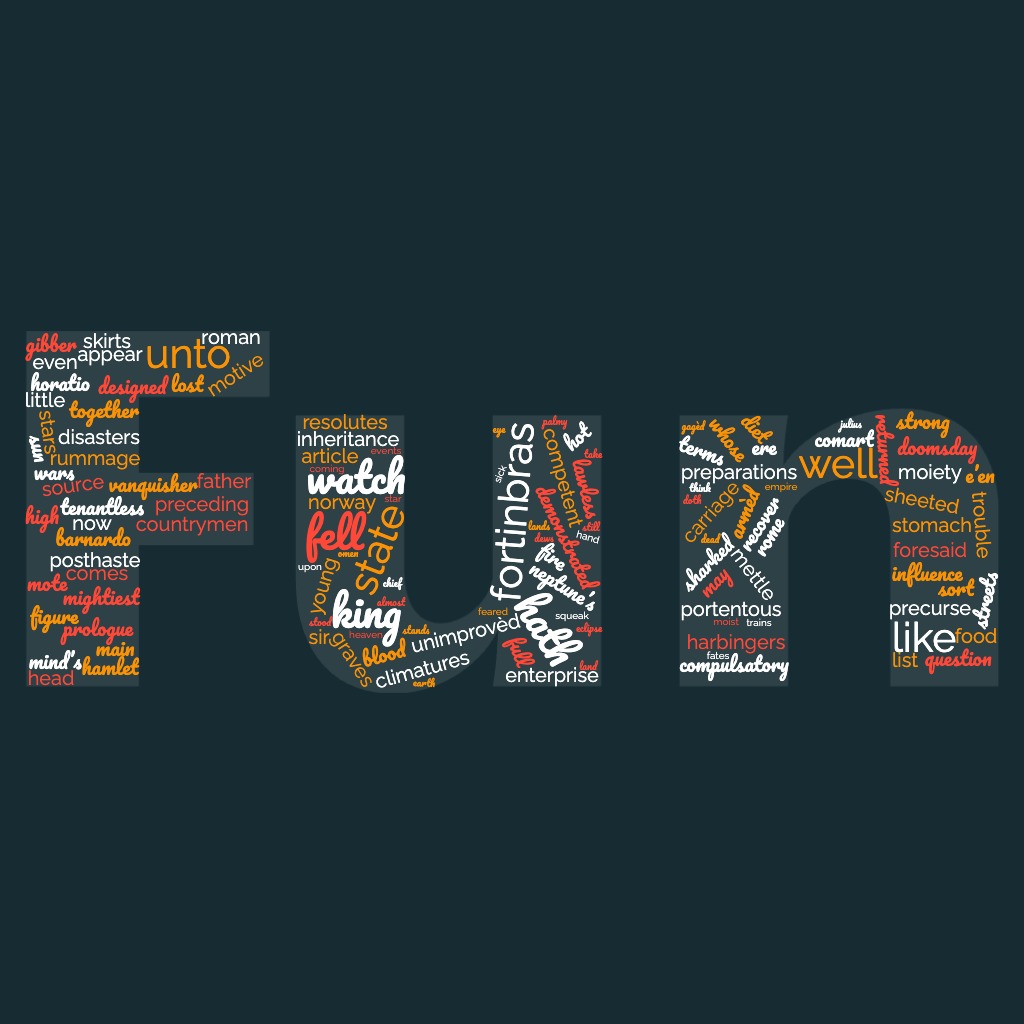 gibber
skirts
roman
even
appear
unto
motive
horatio
designed
lost
little
together
stars
disasters
sun
rummage
wars
source
vanquisher
father
tenantless
preceding
high
now
countrymen
barnardo
posthaste
comes
mote
mightiest
figure
prologue
main
mind's
hamlet
head
resolutes
inheritance
article
events
coming
watch
norway
star
fell
state
omen
upon
young
chief
king
almost
stood
heaven
sir
graves
blood
stands
climatures
earth
unimprovèd
feared
eye
fortinbras
sick
palmy
hot
competent
take
lawless
demonstrated
lands
still
dews
hand
fire
neptune's
hath
squeak
eclipse
full
land
enterprise
gagèd
whose
diet
terms
ere
preparations
think
empire
doth
carriage
armed
recover
rome
dead
sharked
mettle
may
portentous
moist
trains
harbingers
fates
compulsatory
julius
comart
well
returned
strong
doomsday
moiety
e'en
sheeted
trouble
stomach
foresaid
influence
sort
streets
precurse
like
food
list
question